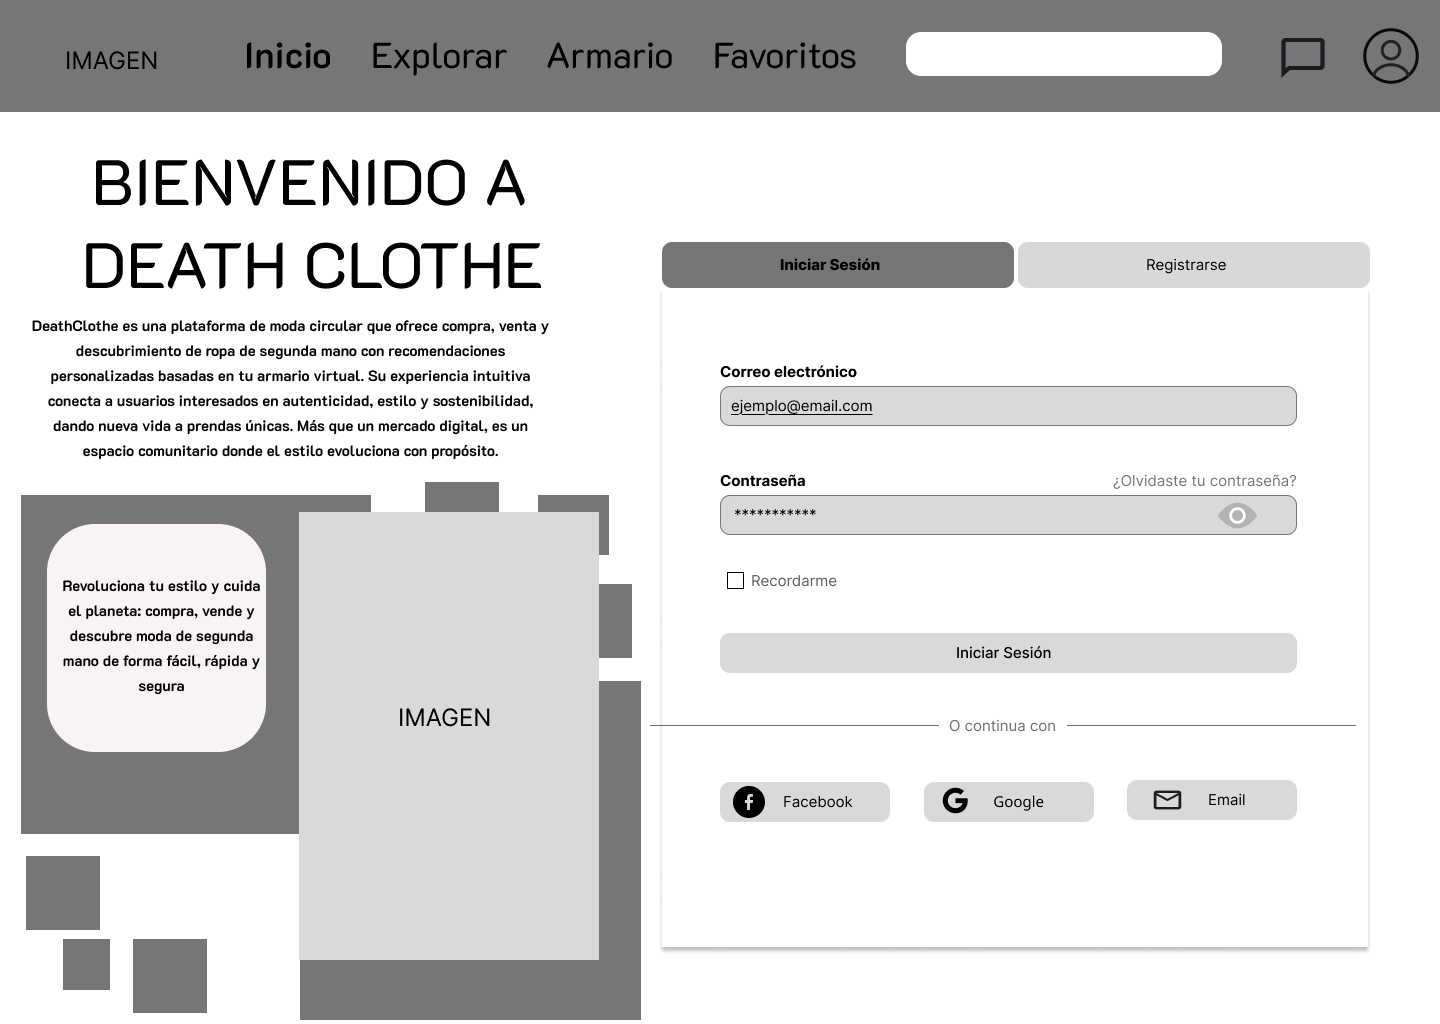 IMAGEN
Inicio
Explorar
Armario
Favoritos
BIENVENIDO A
DEATH CLOTHE
DeathClothe es una plataforma de moda circular que ofrece compra, venta y
descubrimiento de ropa de segunda mano con recomendaciones
personalizadas basadas en tu armario virtual. Su experiencia intuitiva
conecta a usuarios interesados en autenticidad, estilo y sostenibilidad,
dando nueva vida a prendas únicas. Más que un mercado digital, es un
espacio comunitario donde el estilo evoluciona con propósito.
Revoluciona tu estilo y cuida
el planeta: compra, vende y
descubre moda de segunda
mano de forma fácil, rápida y
segura
IMAGEN
Iniciar Sesión
Registrarse
Correo electrónico
ejemplo@email.com
Contraseña
¿Olvidaste tu contraseña?
***********
Recordarme
Iniciar Sesión
O continua con
Facebook
Google
Email